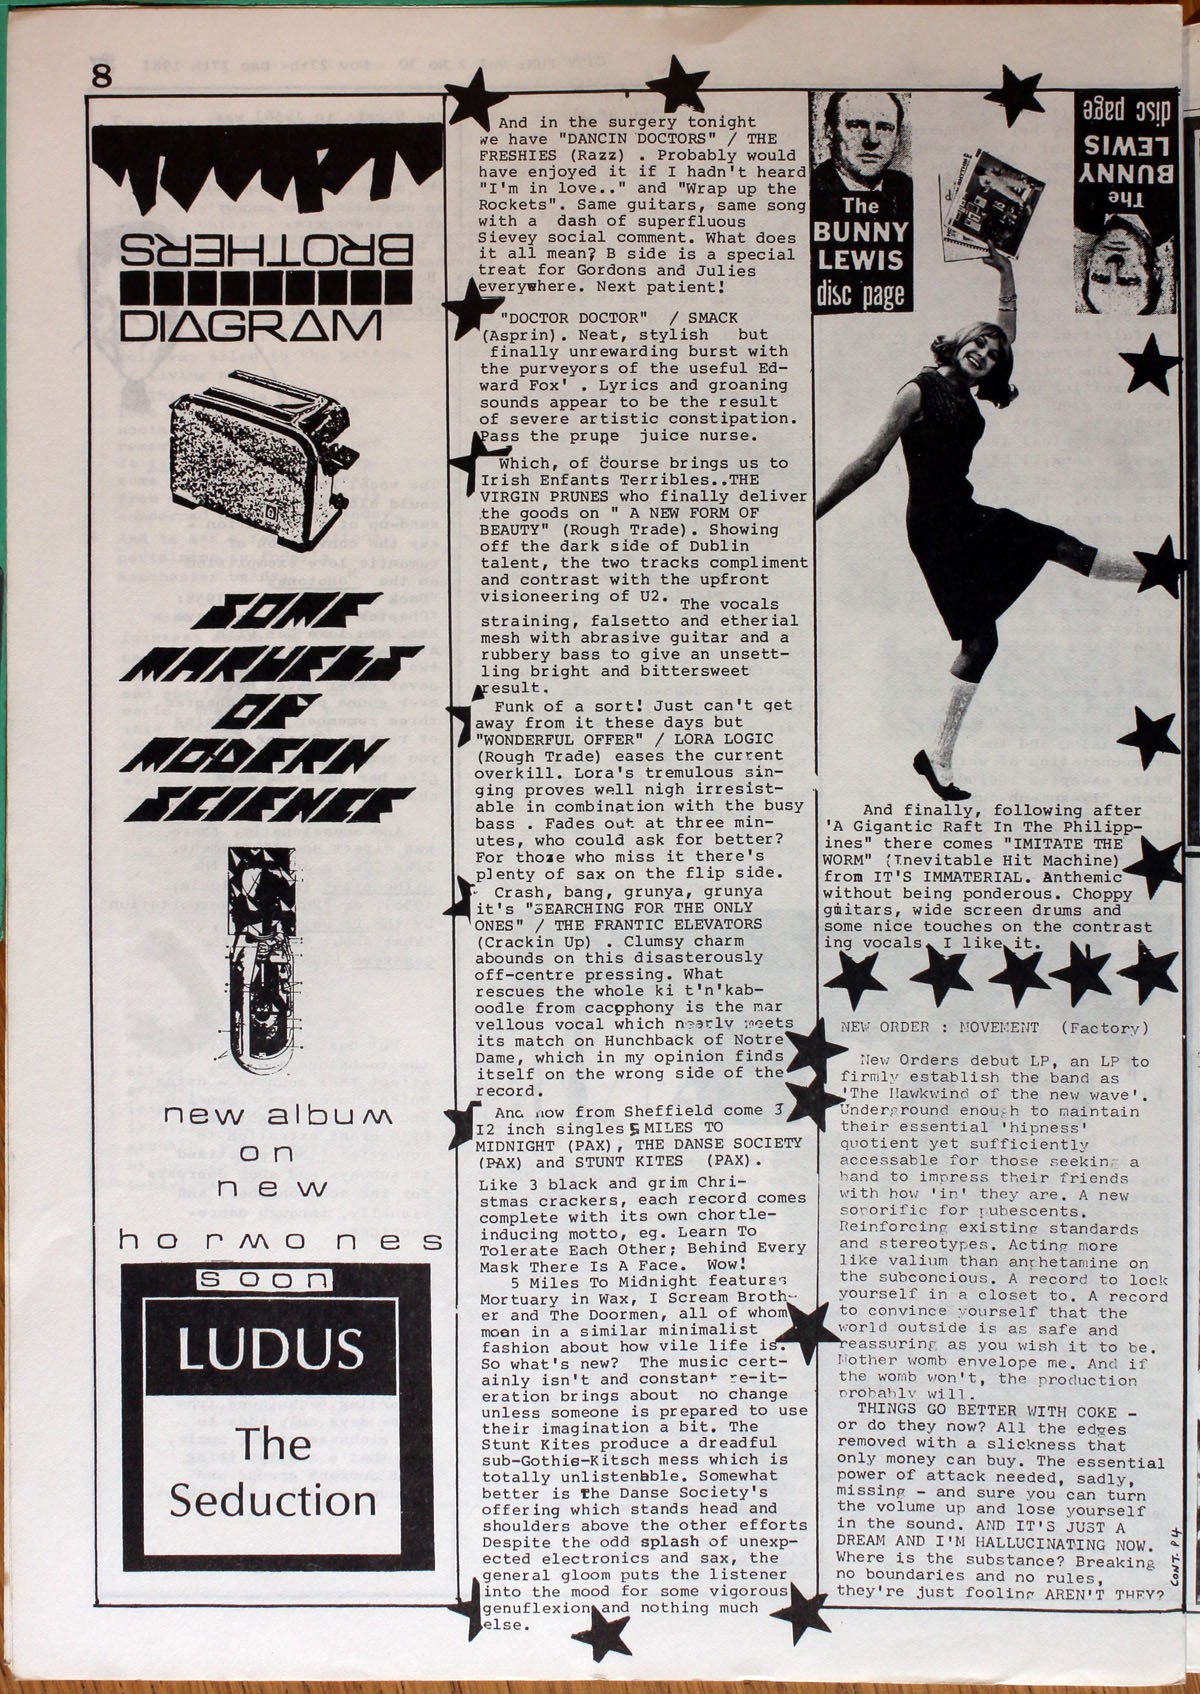 8
BROTHERS
DIAGRAM
SOME
MARVELS
OF
MODERN
SCIENCE
new album
on
new
hormones
soon
LUDUS
The
Seduction
And in the surgery tonight
we have "DANCIN DOCTORS" / THE
FRESHIES (Razz) . Probably would
have enjoyed it if I hadn't heard
"I'm in love.." and "Wrap up the
Rockets". Same guitars, same song
with a dash of superfluous
Sievey social comment. What does
it all mean? B side is a special
treat for Gordons and Julies
everywhere. Next patient!
"DOCTOR DOCTOR" / SMACK
(Asprin). Neat, stylish but
finally unrewarding burst with
the purveyors of the useful Ed-
ward Fox' . Lyrics and groaning
sounds appear to be the result
of severe artistic constipation.
Pass the prune juice nurse.
Which, of course brings us to
Irish Enfants Terribles..THE
VIRGIN PRUNES who finally deliver
the goods on " A NEW FORM OF
BEAUTY" (Rough Trade). Showing
off the dark side of Dublin
talent, the two tracks compliment
and contrast with the upfront
visioneering of U2. The vocals
straining, falsetto and etherial
mesh with abrasive guitar and a
rubbery bass to give an unsett-
ling bright and bittersweet
result.
Funk of a sort! Just can't get
away from it these days but
"WONDERFUL OFFER" / LORA LOGIC
(Rough Trade) eases the current
overkill. Lora's tremulous sin-
ging proves well nigh irresist-
able in combination with the busy
bass . Fades out at three min-
utes, who could ask for better?
For those who miss it there's
plenty of sax on the flip side.
Crash, bang, grunya, grunya
it's "SEARCHING FOR THE ONLY
ONES" / THE FRANTIC ELEVATORS
(Crackin Up) . Clumsy charm
abounds on this disasterously
off-centre pressing. What
rescues the whole ki t'n'kab-
oodle from cacophony is the mar
vellous vocal which nearly meets
its match on Hunchback of Notre
Dame, which in my opinion finds
itself on the wrong side of the
record.
And now from Sheffield come 3
12 inch singles 5 MILES TO
MIDNIGHT (PAX), THE DANSE SOCIETY
(PAX) and STUNT KITES (PAX).
Like 3 black and grim Chri-
stmas crackers, each record comes
complete with its own chortle-
inducing motto, eg. Learn To
Tolerate Each Other; Behind Every
Mask There Is A Face. Wow!
5 Miles To Midnight features
Mortuary in Wax, I Scream Broth-
er and The Doormen, all of whom
moan in a similar minimalist
fashion about how vile life is.
So what's new? The music cert-
ainly isn't and constant re-it-
eration brings about no change
unless someone is prepared to use
their imagination a bit. The
Stunt Kites produce a dreadful
sub-Gothic-Kitsch mess which is
totally unlistenable. Somewhat
better is The Danse Society's
offering which stands head and
shoulders above the other efforts
Despite the odd splash of unexp-
ected electronics and sax, the
general gloom puts the listener
into the mood for some vigorous
genuflexion and nothing much
else.
The
BUNNY
LEWIS
disc page
The
BUNNY
LEWIS
disc page
And finally, following after
'A Gigantic Raft In The Philipp-
ines" there comes "IMITATE THE
WORM" (Inevitable Hit Machine)
from IT'S IMMATERIAL. Anthemic
without being ponderous. Choppy
guitars, wide screen drums and
some nice touches on the contrast
ing vocals. I like it.
NEW ORDER : MOVEMENT (Factory)
New Orders debut LP, an LP to
firmly establish the band as
'The Hawkwind of the new wave'.
Underground enough to maintain
their essential 'hipness'
quotient yet sufficiently
accessable for those seeking a
band to impress their friends
with how 'in' they are. A new
sororific for pubescents.
Reinforcing existing standards
and stereotypes. Acting more
like valium than amphetamine on
the subconcious. A record to lock
yourself in a closet to. A record
to convince yourself that the
world outside is as safe and
reassuring as you wish it to be.
Mother womb envelope me. And if
the womb won't, the production
probably will.
THINGS GO BETTER WITH COKE -
or do they now? All the edges
removed with a slickness that
only money can buy. The essential
power of attack needed, sadly,
missing - and sure you can turn
the volume up and lose yourself
in the sound. AND IT'S JUST A
DREAM AND I'M HALLUCINATING NOW.
Where is the substance? Breaking
no boundaries and no rules,
they're just fooling AREN'T THEY?
CONT. P14